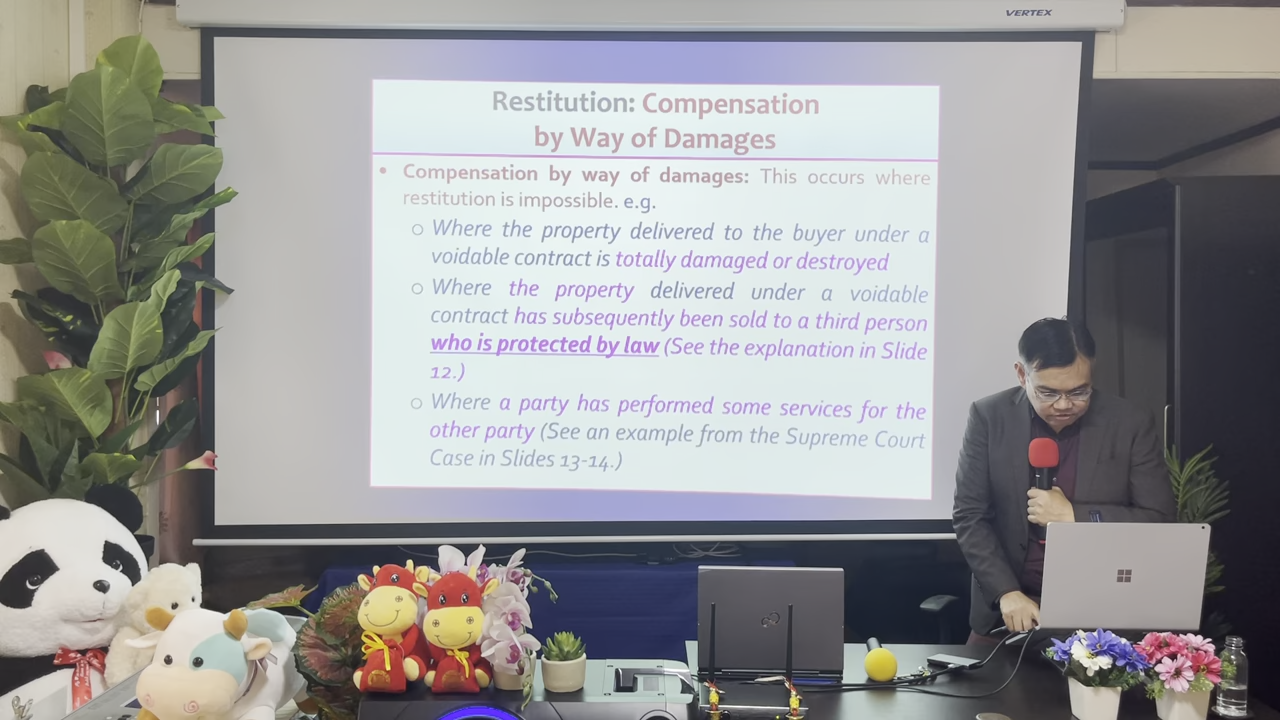 VERTEX
Restitution: Compensation
by Way of Damages
• Compensation by way of damages: This occurs where
restitution is impossible. e.g.
o Where the property delivered to the buyer under a
voidable contract is totally damaged or destroyed
o Where the property delivered under a voidable
contract has subsequently been sold to a third person
who is protected by law (See the explanation in Slide
12.)
o Where a party has performed some services for the
other party (See an example from the Supreme Court
Case in Slides 13-14.)